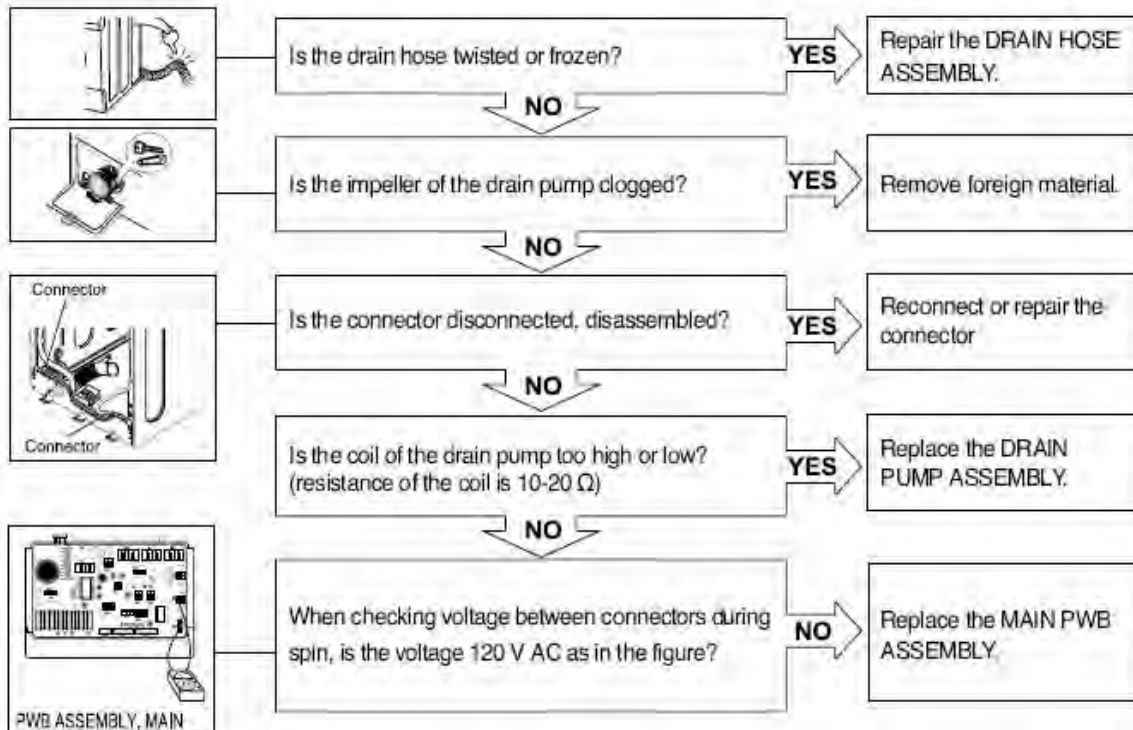 Is the drain hose twisted or frozen?
YES
Repair the DRAIN HOSE
ASSEMBLY.
NO
Is the impeller of the drain pump clogged?
YES
Remove foreign material.
NO
Connector
Connector
Is the connector disconnected, disassembled?
YES
Reconnect or repair the
connector
NO
Is the coil of the drain pump too high or low?
(resistance of the coil is 10-20 Ω)
YES
Replace the DRAIN
PUMP ASSEMBLY.
NO
PWB ASSEMBLY, MAIN
When checking voltage between connectors during
spin, is the voltage 120 V AC as in the figure?
NO
Replace the MAIN PWB
ASSEMBLY.